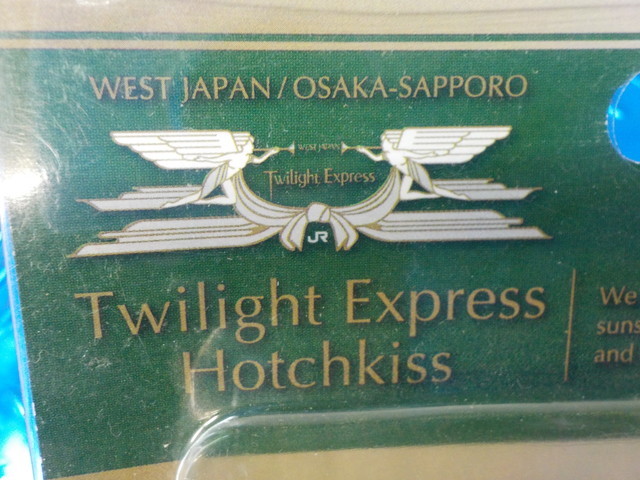 WEST JAPAN / OSAKA-SAPPORO
WEST JAPAN
Twilight Express
JR
Twilight Express
Hotchkiss
We
suns
and